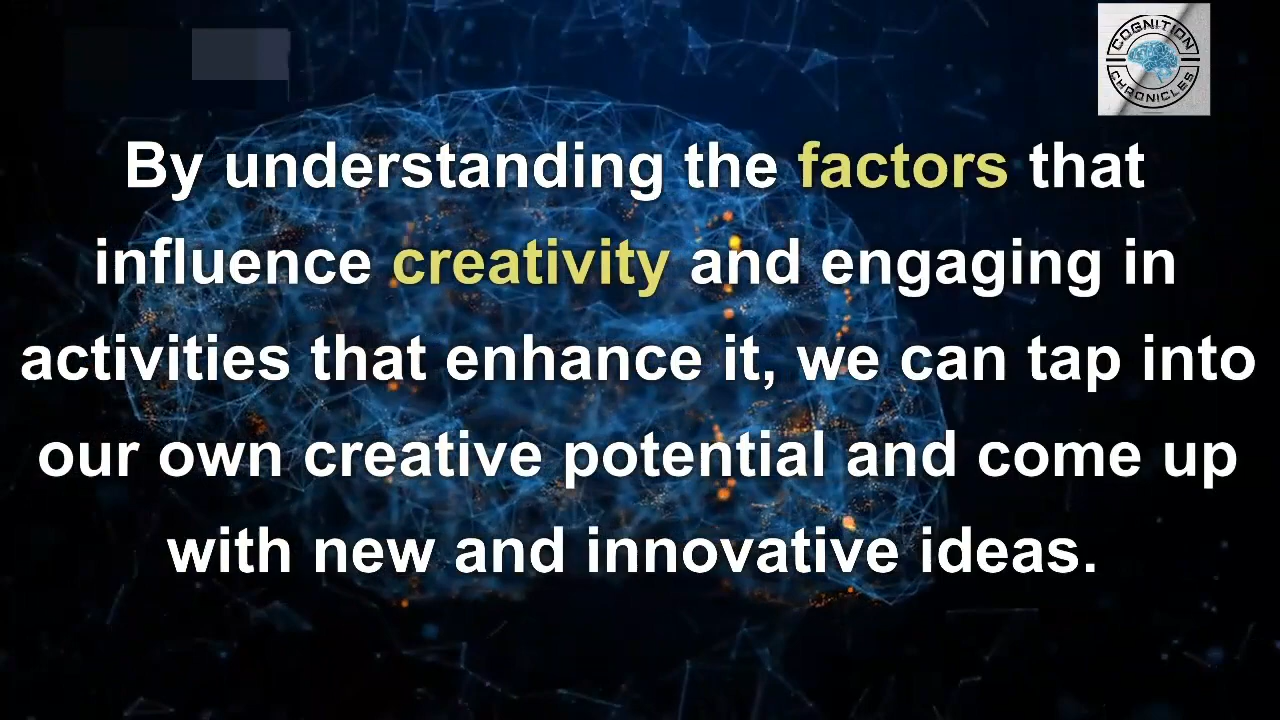 COGNITION
CHRONICLES
By understanding the factors that
influence creativity and engaging in
activities that enhance it, we can tap into
our own creative potential and come up
with new and innovative ideas.